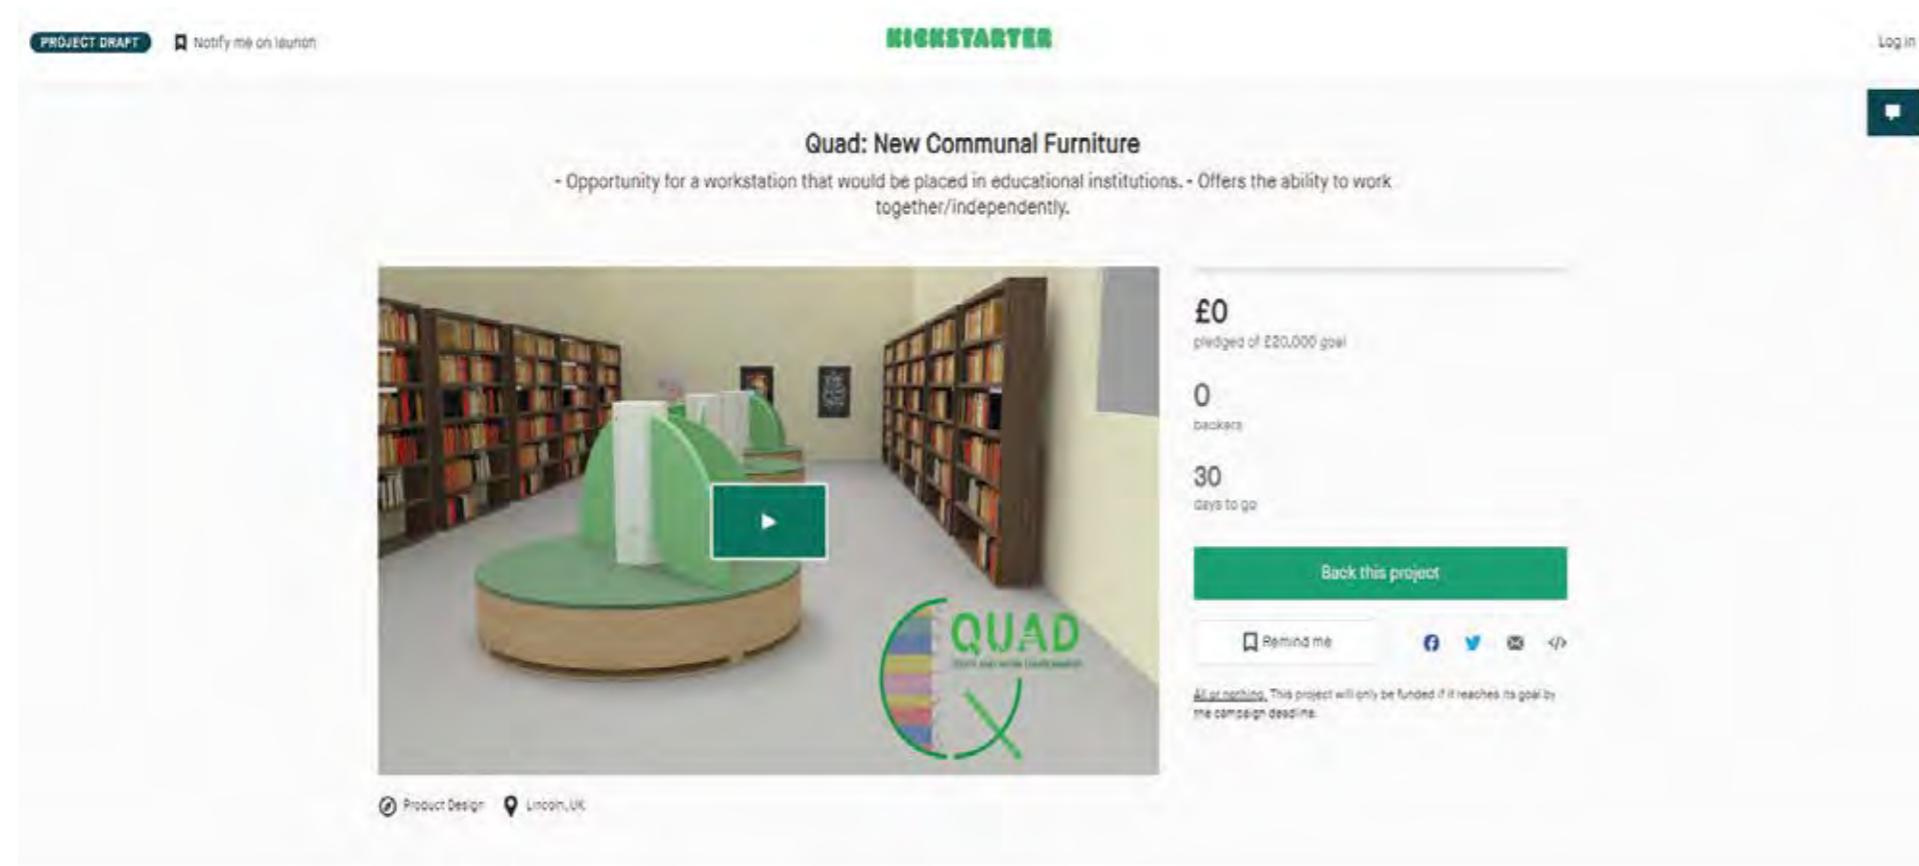 PROJECT DRAFT
Notify me on launch
KICKSTARTER
Log in
Quad: New Communal Furniture
- Opportunity for a workstation that would be placed in educational institutions. - Offers the ability to work
together/independently.
£0
pledged of £20,000 goal
0
backers
30
days to go
Back this project
Remind me
All or nothing. This project will only be funded if it reaches its goal by
the campaign deadline.
QUAD
Product Design
Lincoln, UK